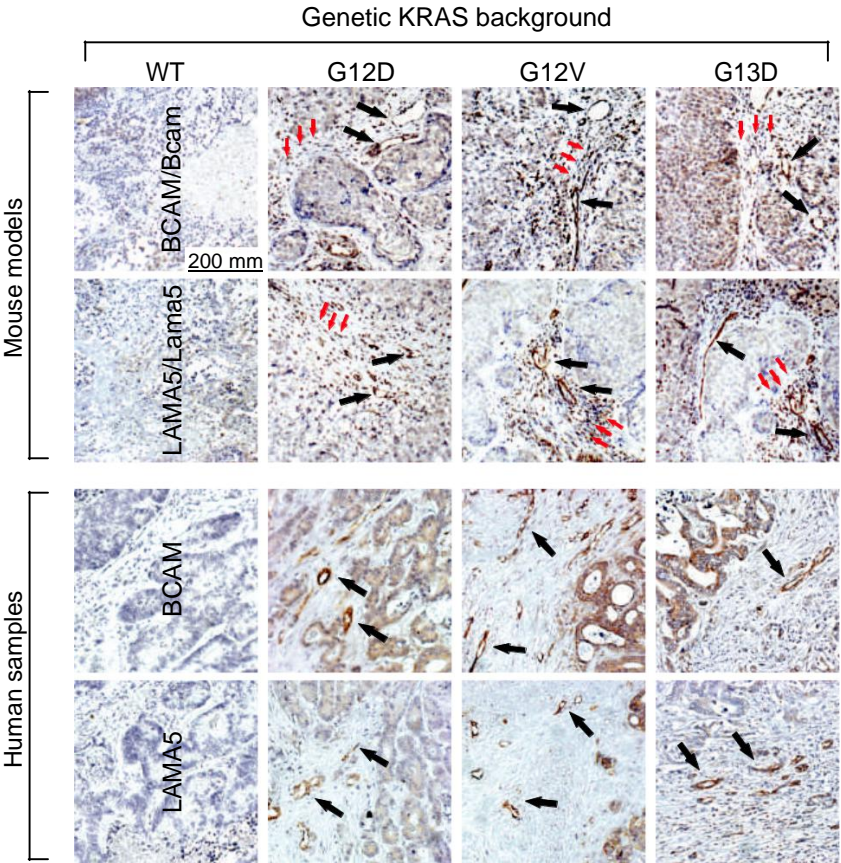 Genetic KRAS background
WT
G12D
G12V
G13D
Mouse models
BCAM/Bcam
200 mm
LAMA5/Lama5
Human samples
BCAM
LAMA5